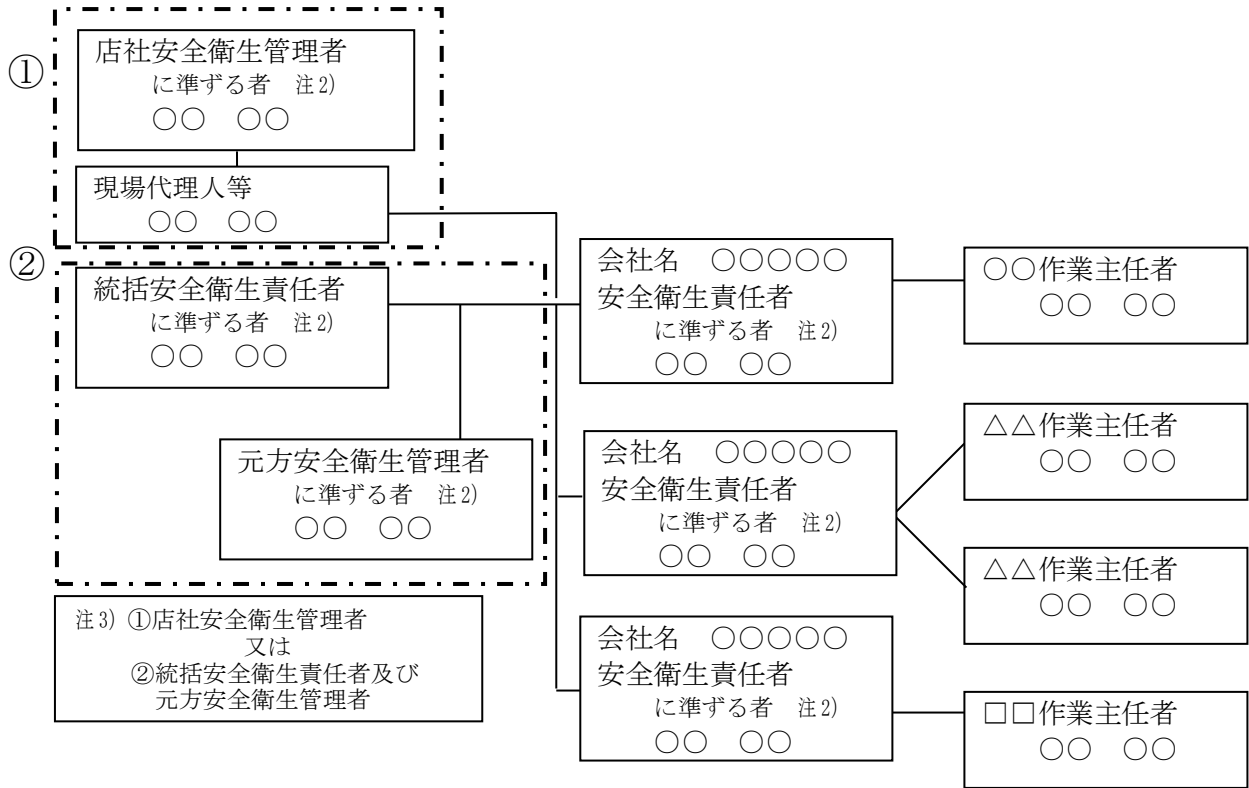 ①
店社安全衛生管理者
に準ずる者 注2)
○○ ○○
現場代理人等
○○ ○○
②
統括安全衛生責任者
に準ずる者 注2)
○○ ○○
元方安全衛生管理者
に準ずる者 注2)
○○ ○○
注3) ①店社安全衛生管理者
又は
②統括安全衛生責任者及び
元方安全衛生管理者
会社名 ○○○○○
安全衛生責任者
に準ずる者 注2)
○○ ○○
会社名 ○○○○○
安全衛生責任者
に準ずる者 注2)
○○ ○○
会社名 ○○○○○
安全衛生責任者
に準ずる者 注2)
○○ ○○
○○作業主任者
○○ ○○
△△作業主任者
○○ ○○
△△作業主任者
○○ ○○
□□作業主任者
○○ ○○